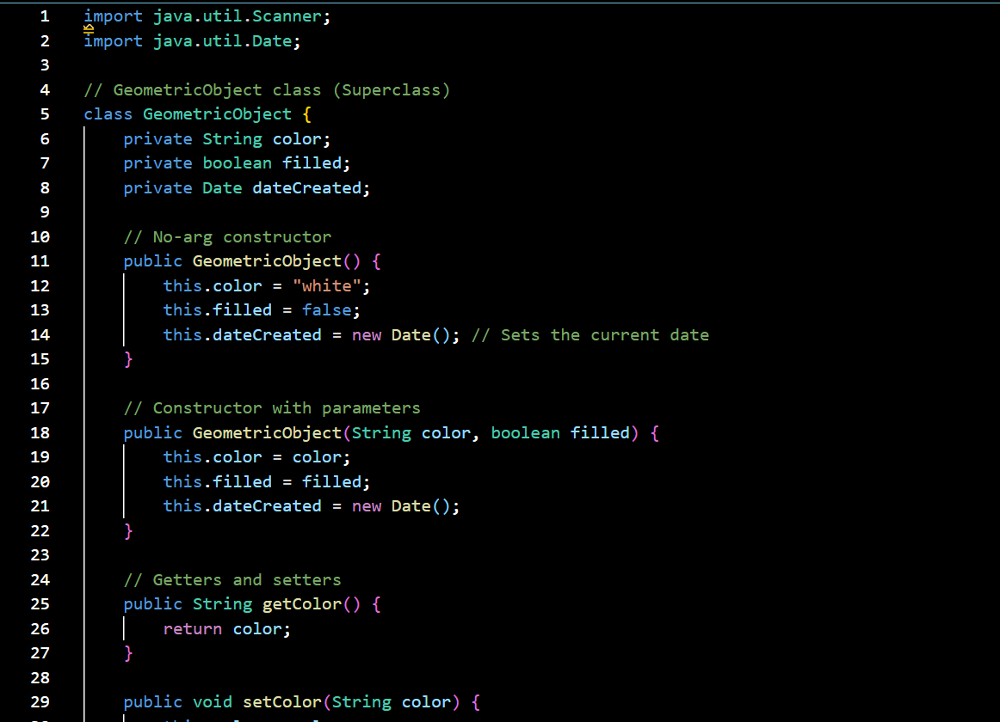 1 import java.util.Scanner;
2 import java.util.Date;
3
4 // GeometricObject class (Superclass)
5 class GeometricObject {
6     private String color;
7     private boolean filled;
8     private Date dateCreated;
9
10     // No-arg constructor
11     public GeometricObject() {
12         this.color = "white";
13         this.filled = false;
14         this.dateCreated = new Date(); // Sets the current date
15     }
16
17     // Constructor with parameters
18     public GeometricObject(String color, boolean filled) {
19         this.color = color;
20         this.filled = filled;
21         this.dateCreated = new Date();
22     }
23
24     // Getters and setters
25     public String getColor() {
26         return color;
27     }
28
29     public void setColor(String color) {